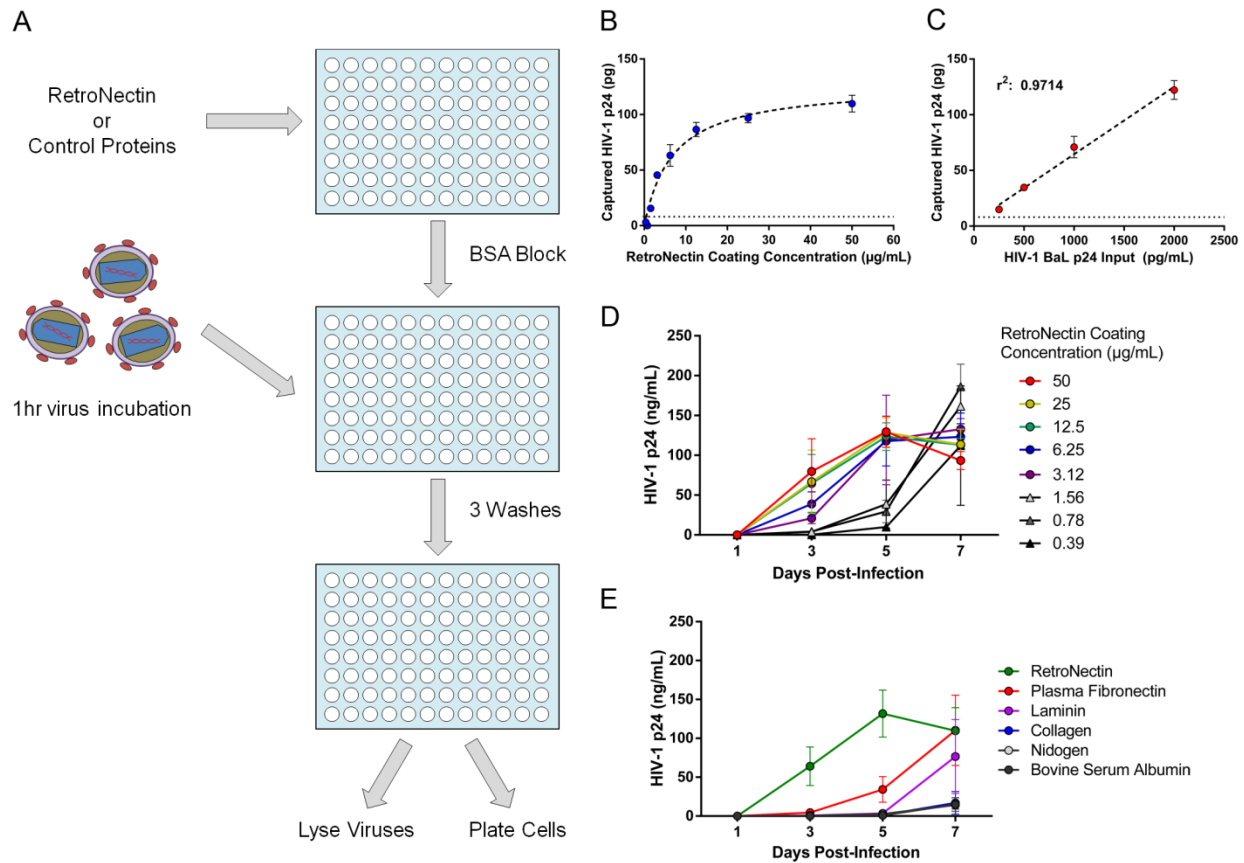 A
RetroNectin
or
Control Proteins
BSA Block
1hr virus incubation
3 Washes
Lyse Viruses
Plate Cells
B
Captured HIV-1 p24 (pg)
150
100
50
0
0 10 20 30 40 50 60
RetroNectin Coating Concentration (µg/mL)
C
Captured HIV-1 p24 (pg)
r²: 0.9714
150
100
50
0
0 500 1000 1500 2000 2500
HIV-1 BaL p24 Input (pg/mL)
D
HIV-1 p24 (ng/mL)
250
200
150
100
50
0
1 3 5 7
Days Post-Infection
RetroNectin Coating
Concentration (µg/mL)
50
25
12.5
6.25
3.12
1.56
0.78
0.39
E
HIV-1 p24 (ng/mL)
250
200
150
100
50
0
1 3 5 7
Days Post-Infection
RetroNectin
Plasma Fibronectin
Laminin
Collagen
Nidogen
Bovine Serum Albumin